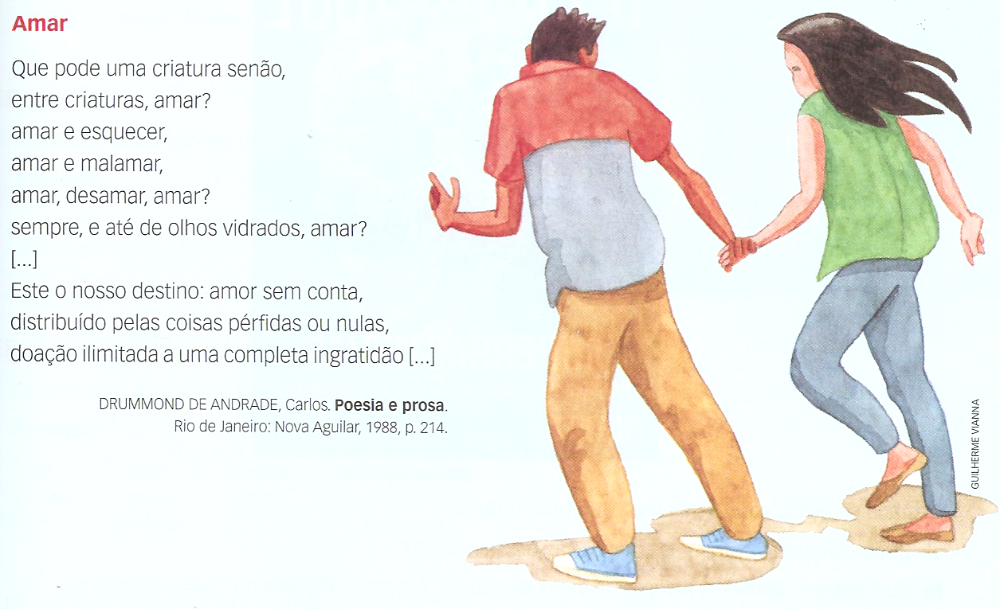 Amar
Que pode uma criatura senão,
entre criaturas, amar?
amar e esquecer,
amar e malamar,
amar, desamar, amar?
sempre, e até de olhos vidrados, amar?
[...]
Este o nosso destino: amor sem conta,
distribuído pelas coisas pérfidas ou nulas,
doação ilimitada a uma completa ingratidão [...]
DRUMMOND DE ANDRADE, Carlos. Poesia e prosa.
Rio de Janeiro: Nova Aguilar, 1988, p. 214.
GUILHERME VIANNA